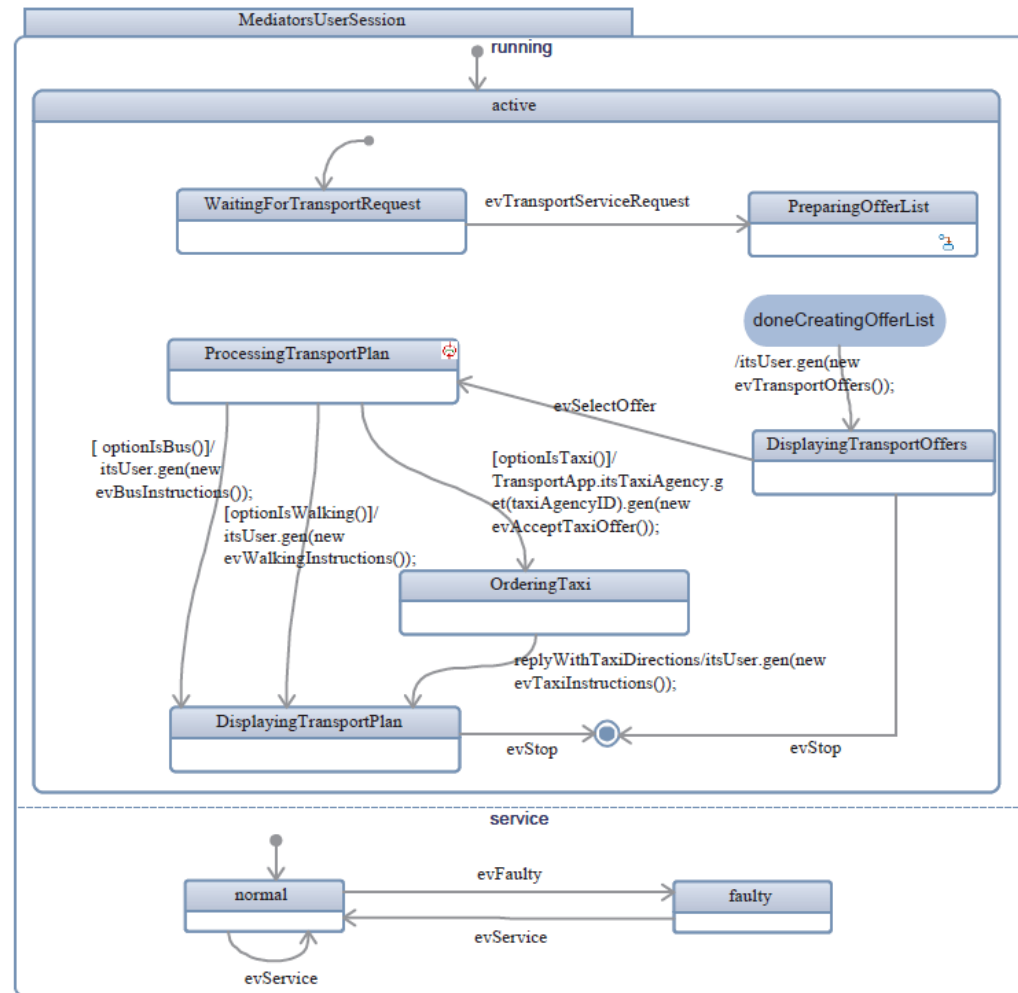 MediatorsUserSession
running
active
WaitingForTransportRequest
evTransportServiceRequest
PreparingOfferList
doneCreatingOfferList
/itsUser.gen(new
evTransportOffers());
ProcessingTransportPlan
evSelectOffer
DisplayingTransportOffers
[ optionIsBus()]/
itsUser.gen(new
evBusInstructions());
[optionIsWalking()]/
itsUser.gen(new
evWalkingInstructions());
[optionIsTaxi()]/
TransportApp.itsTaxiAgency.g
et(taxiAgencyID).gen(new
evAcceptTaxiOffer());
OrderingTaxi
replyWithTaxiDirections/itsUser.gen(new
evTaxiInstructions());
DisplayingTransportPlan
evStop
evStop
service
normal
evFaulty
faulty
evService
evService